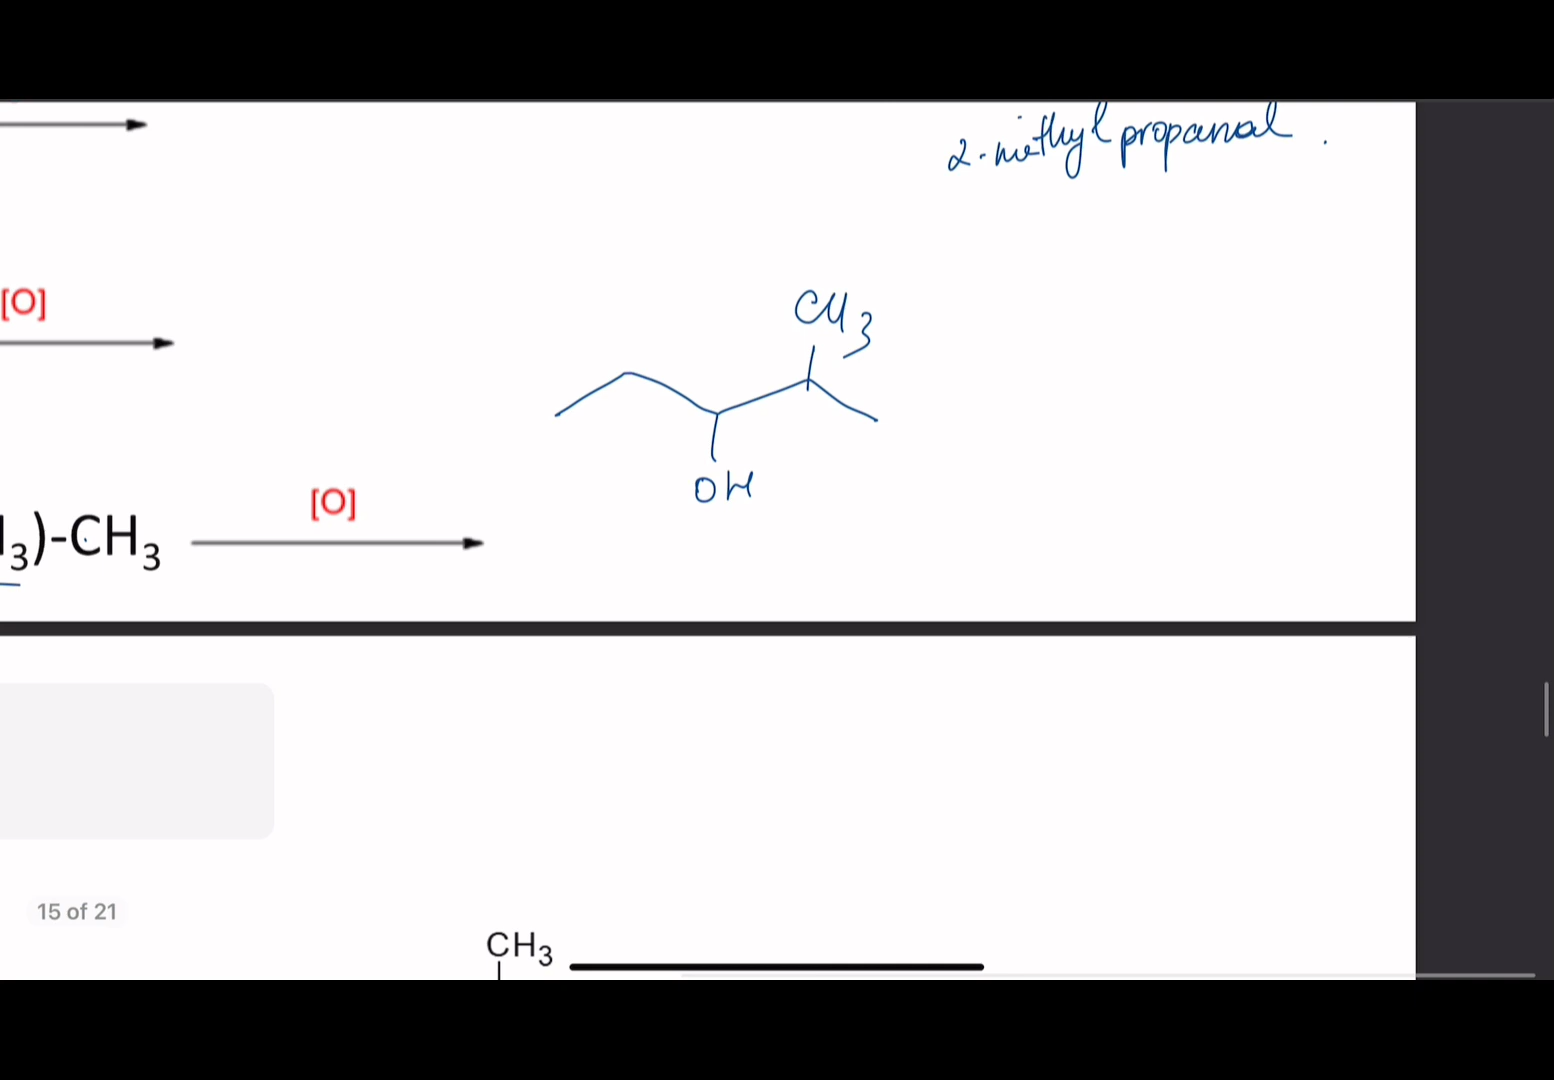 2-methyl propanal.
[O]
CH3
OH
[O]
3)-CH3
15 of 21
CH3